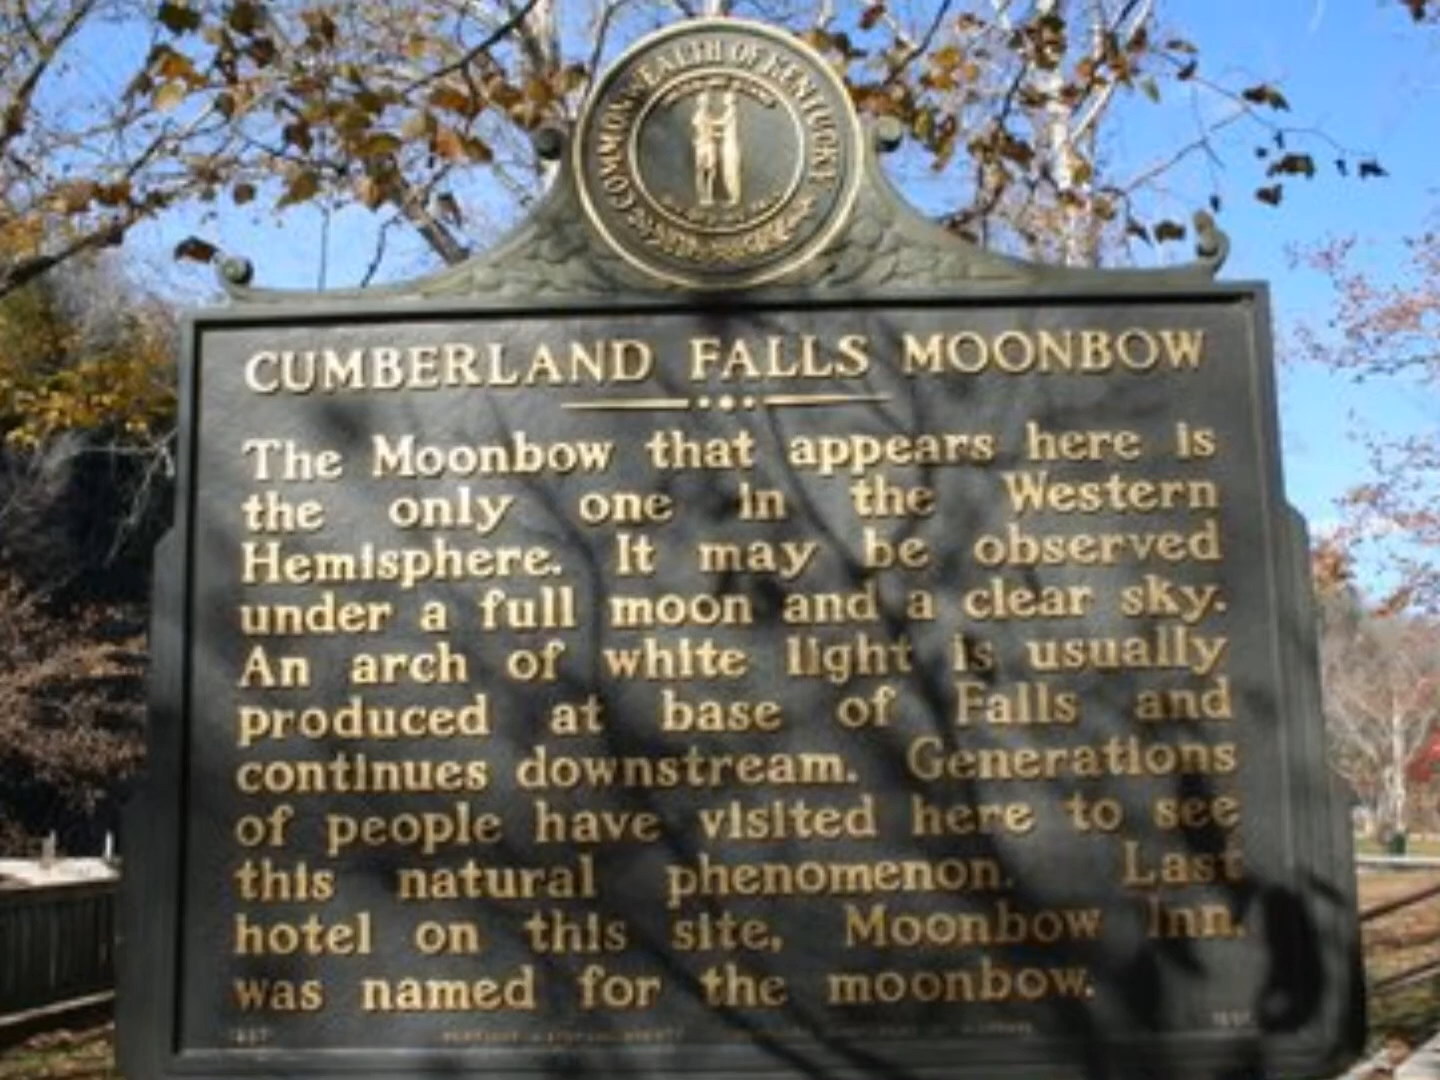 COMMONWEALTH OF KENTUCKY
CUMBERLAND FALLS MOONBOW
The Moonbow that appears here is
the only one in the Western
Hemisphere. It may be observed
under a full moon and a clear sky.
An arch of white light is usually
produced at base of Falls and
continues downstream. Generations
of people have visited here to see
this natural phenomenon. Last
hotel on this site, Moonbow Inn,
was named for the moonbow.